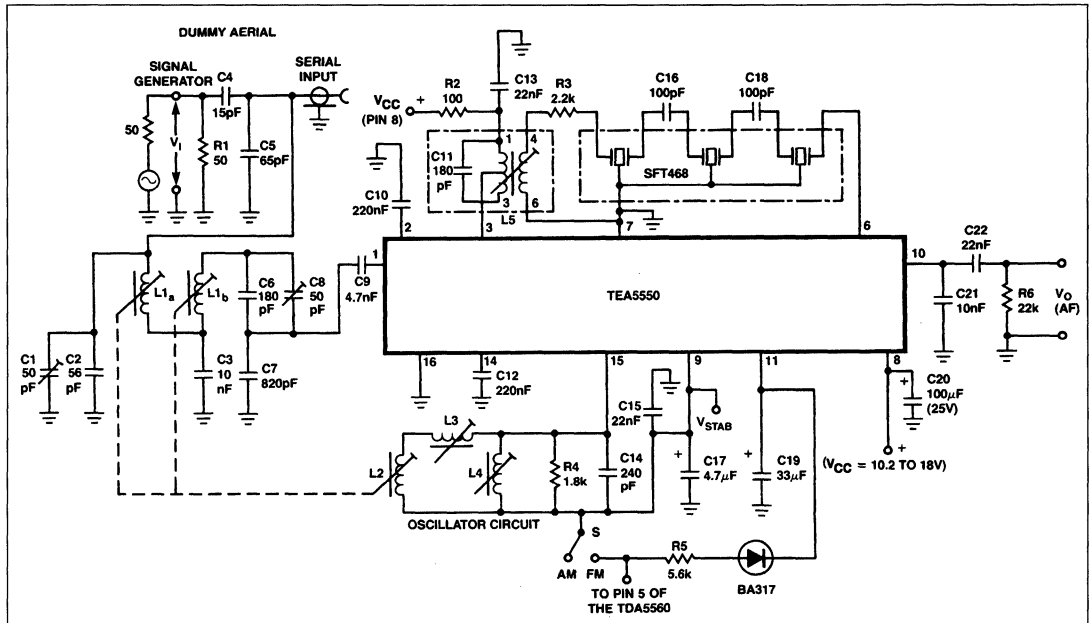 DUMMY AERIAL
SIGNAL
GENERATOR
C4
15pF
SERIAL
INPUT
50
V_I
R1
50
C5
65pF
V_CC
(PIN 8)
+
R2
100
C13
22nF
R3
2.2k
C16
100pF
C18
100pF
1
4
C11
180
pF
3
6
L5
SFT468
C10
220nF
2
3
7
6
L1a
L1b
C6
180
pF
C8
50
pF
C9
4.7nF
1
TEA5550
10
C22
22nF
C21
10nF
R6
22k
V_O
(AF)
C1
50
pF
C2
56
pF
C3
10
nF
C7
820pF
16
14
15
9
11
8
C12
220nF
C15
22nF
V_STAB
+
C20
100μF
(25V)
L3
L2
L4
R4
1.8k
C14
240
pF
+
C17
4.7μF
+
C19
33μF
+
(V_CC = 10.2 TO 18V)
OSCILLATOR CIRCUIT
S
AM
FM
R5
5.6k
BA317
TO PIN 5 OF
THE TDA5560